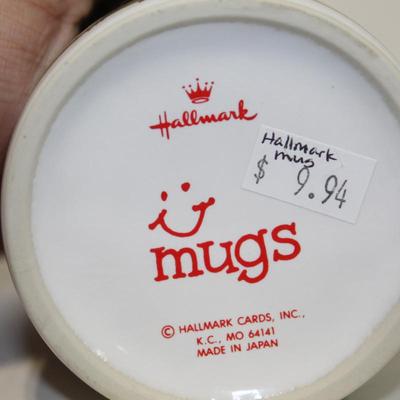 Hallmark
Hallmark
mug
$ 9.94
mugs
© HALLMARK CARDS, INC.,
K.C., MO 64141
MADE IN JAPAN